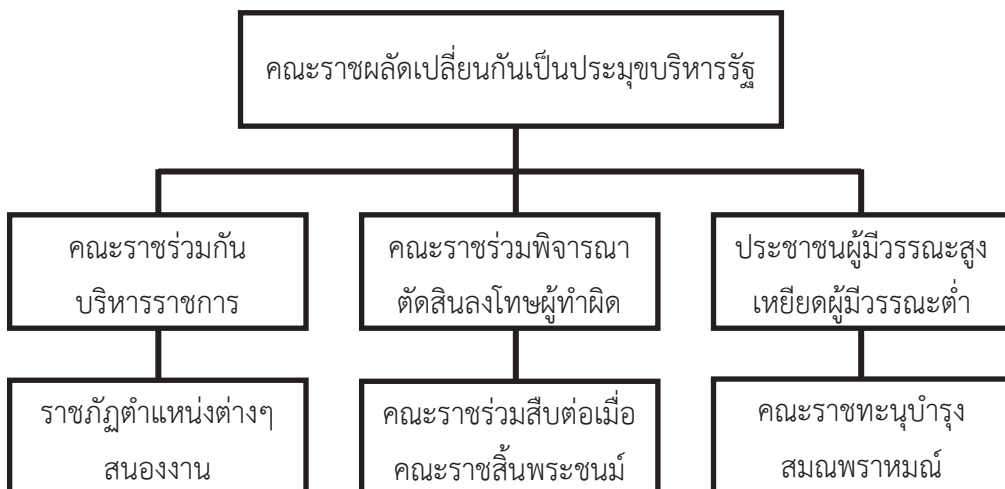 คณะราชผลัดเปลี่ยนกันเป็นประมุขบริหารรัฐ
คณะราชร่วมกัน
บริหารราชการ
คณะราชร่วมพิจารณา
ตัดสินลงโทษผู้ทำผิด
ประชาชนผู้มีวรรณะสูง
เหยียดผู้มีวรรณะต่ำ
ราชภัฏตำแหน่งต่างๆ
สนองงาน
คณะราชร่วมสืบต่อเมื่อ
คณะราชสิ้นพระชนม์
คณะราชทะนุบำรุง
สมณพราหมณ์